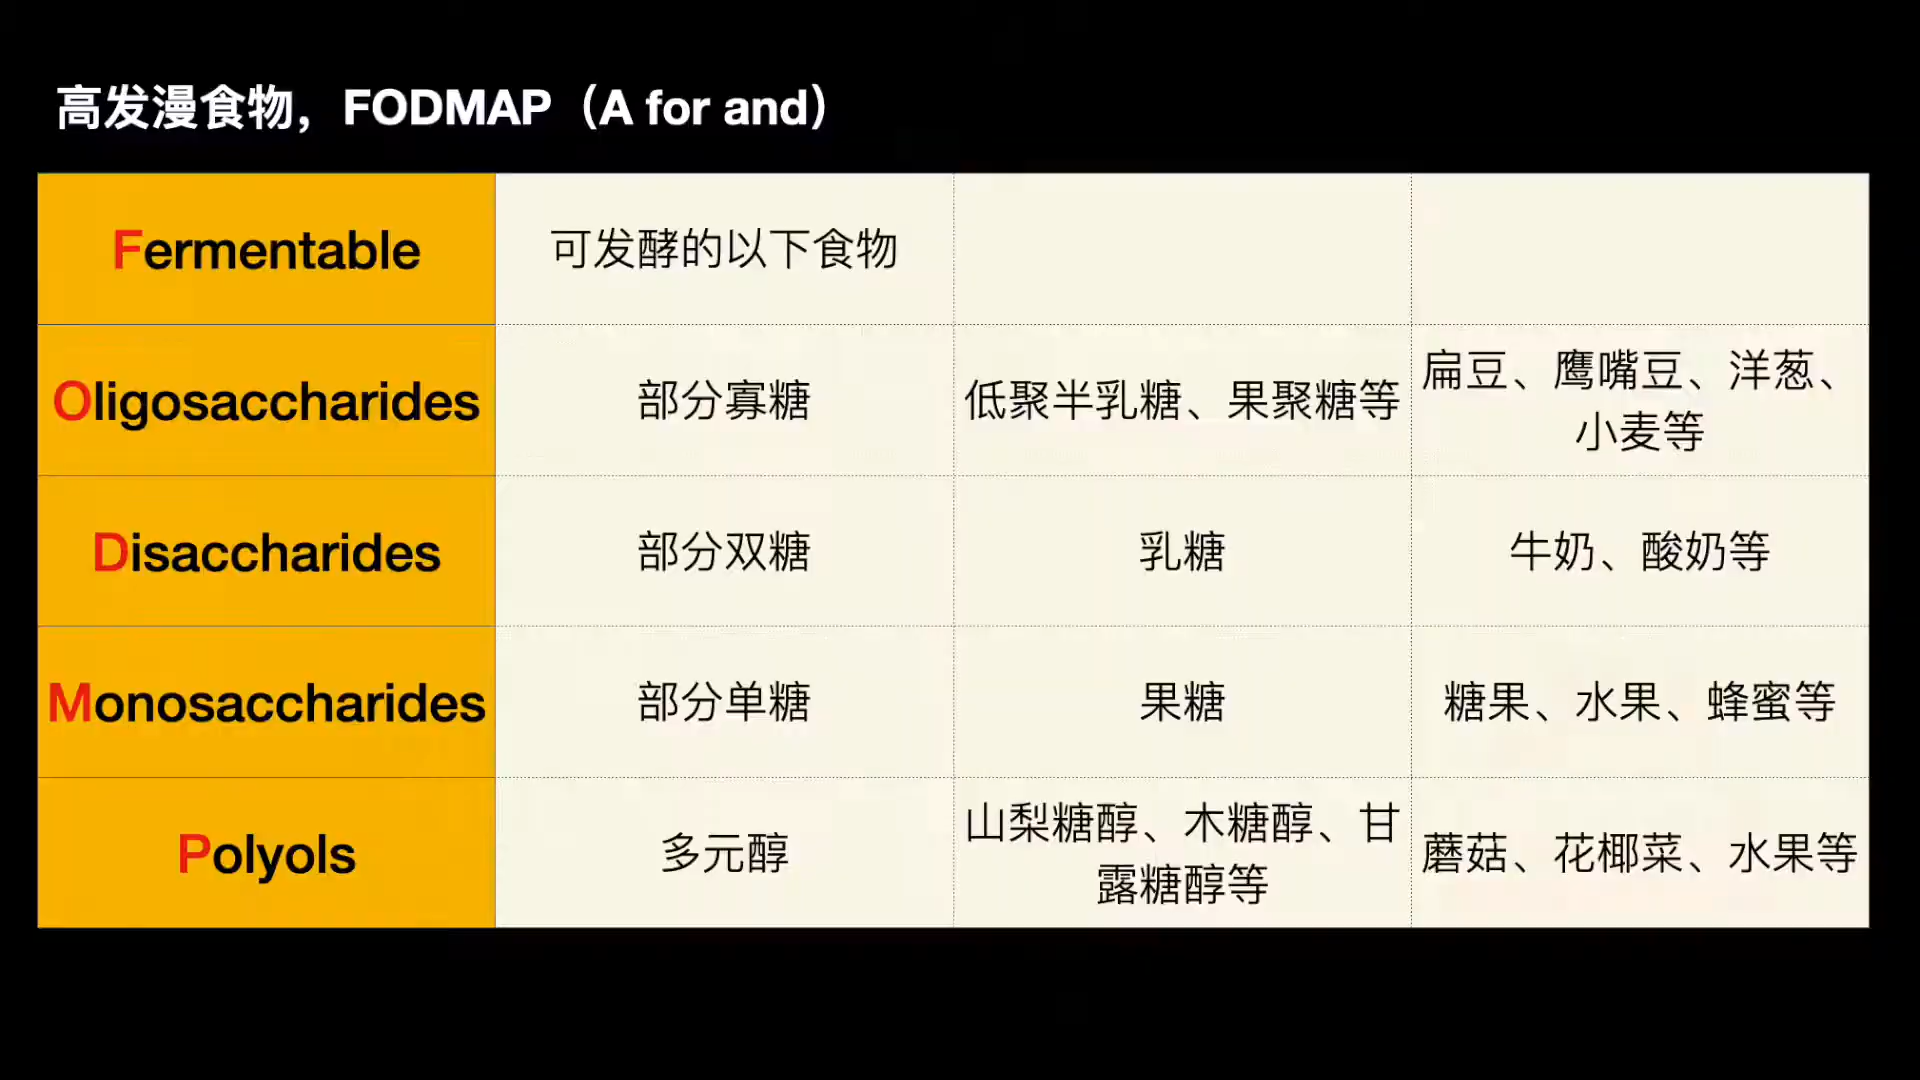 高发漫食物，FODMAP（A for and）
Fermentable
可发酵的以下食物
Oligosaccharides
部分寡糖
低聚半乳糖、果聚糖等
扁豆、鹰嘴豆、洋葱、
小麦等
Disaccharides
部分双糖
乳糖
牛奶、酸奶等
Monosaccharides
部分单糖
果糖
糖果、水果、蜂蜜等
Polyols
多元醇
山梨糖醇、木糖醇、甘
露糖醇等
蘑菇、花椰菜、水果等